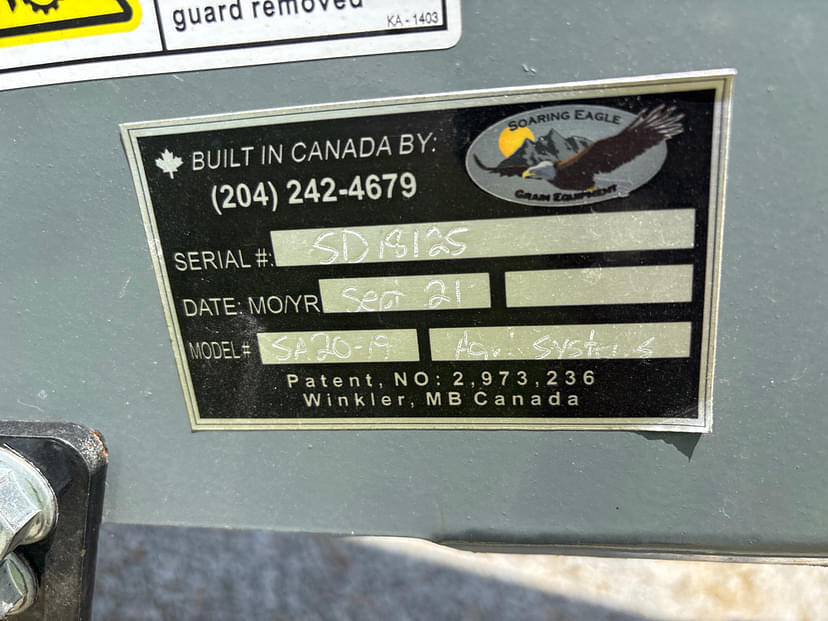 guard removed
KA - 1403
BUILT IN CANADA BY:
SOARING EAGLE
GRAIN EQUIPMENT
(204) 242-4679
SERIAL #: SD18125
DATE: MO/YR Sept 21
MODEL# SA20-19
Patent, NO: 2,973,236
Winkler, MB Canada